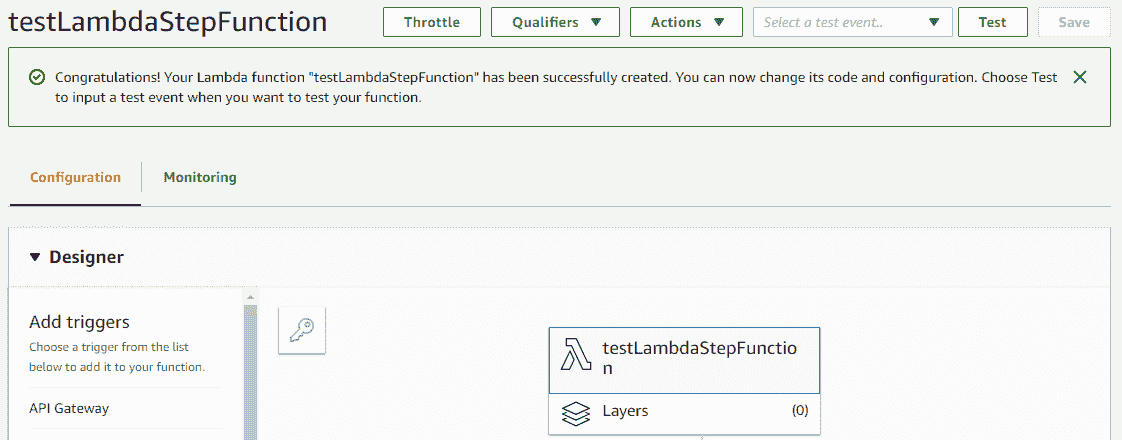 testLambdaStepFunction
Throttle
Qualifiers
Actions
Select a test event..
Test
Save
Congratulations! Your Lambda function "testLambdaStepFunction" has been successfully created. You can now change its code and configuration. Choose Test
to input a test event when you want to test your function.
Configuration
Monitoring
Designer
Add triggers
Choose a trigger from the list
below to add it to your function.
API Gateway
testLambdaStepFunctio
n
Layers
(0)